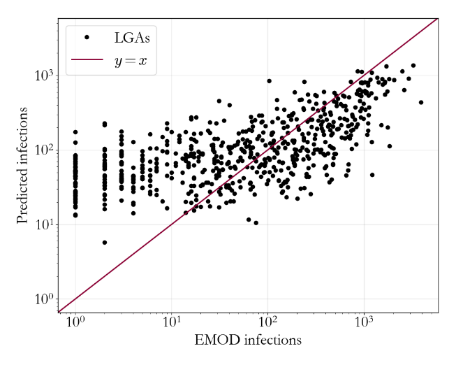 LGAs
y = x
Predicted infections
10³
10²
10¹
10⁰
10⁰ 10¹ 10² 10³
EMOD infections